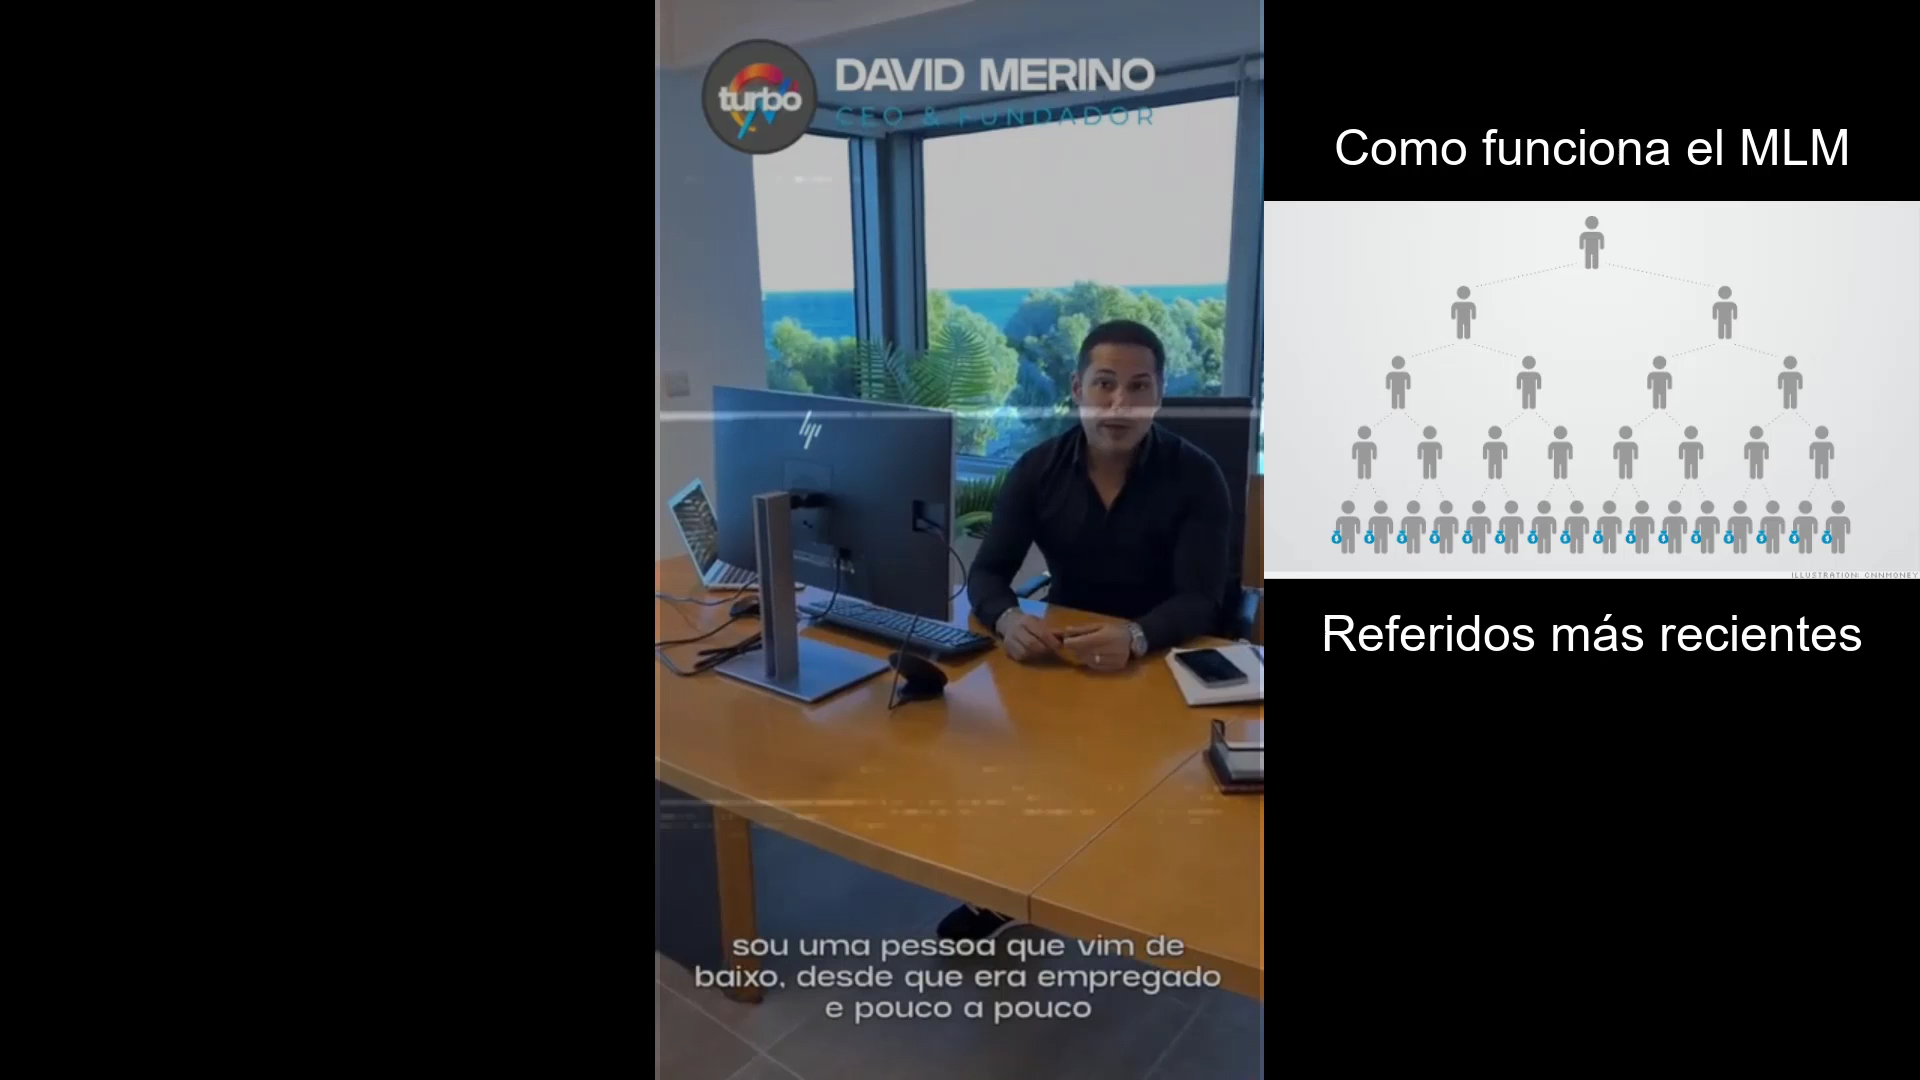 turbo
DAVID MERINO
CEO & FUNDADOR
hp
sou uma pessoa que vim de
baixo, desde que era empregado
e pouco a pouco
Como funciona el MLM
ILLUSTRATION: CNNMONEY
Referidos más recientes